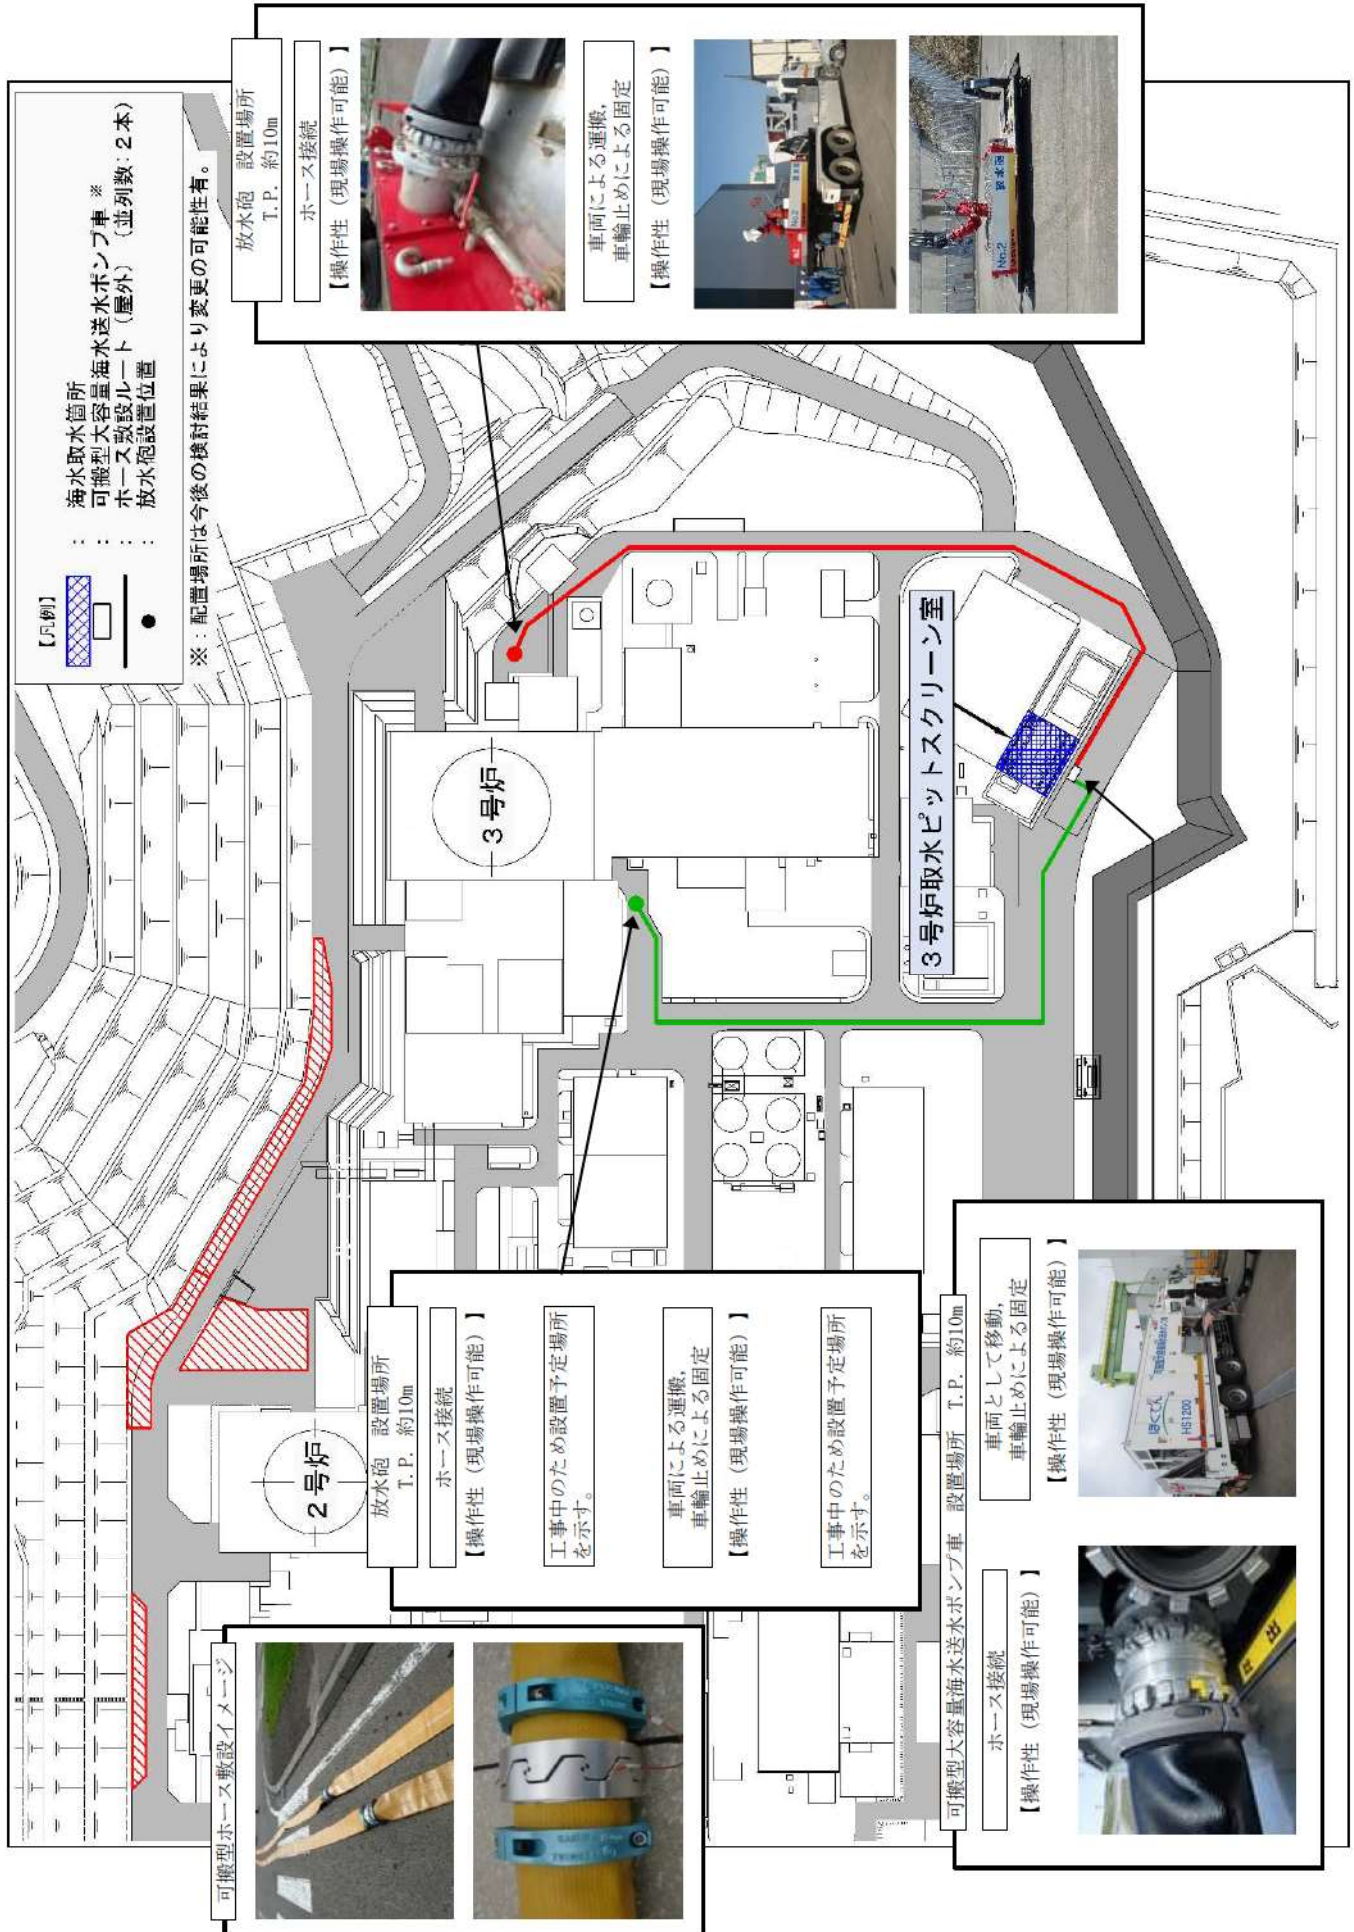 【凡例】
： 海水取水箇所
： 可搬型大容量海水送水ポンプ車 ※
： ホース敷設ルート（屋外）（並列数：２本）
： 放水砲設置位置
※：配置場所は今後の検討結果により変更の可能性有。
放水砲　設置場所
T.P. 約10m
ホース接続
【操作性（現場操作可能）】
車両による運搬,
車輪止めによる固定
【操作性（現場操作可能）】
No.2
No.2
放水砲
３号炉
３号炉取水ピットスクリーン室
２号炉
放水砲　設置場所
T.P. 約10m
ホース接続
【操作性（現場操作可能）】
工事中のため設置予定場所
を示す。
車両による運搬,
車輪止めによる固定
【操作性（現場操作可能）】
工事中のため設置予定場所
を示す。
可搬型ホース敷設イメージ
可搬型大容量海水送水ポンプ車　設置場所　T.P. 約10m
ホース接続
【操作性（現場操作可能）】
車両として移動,
車輪止めによる固定
【操作性（現場操作可能）】
ほくでん
HS1200